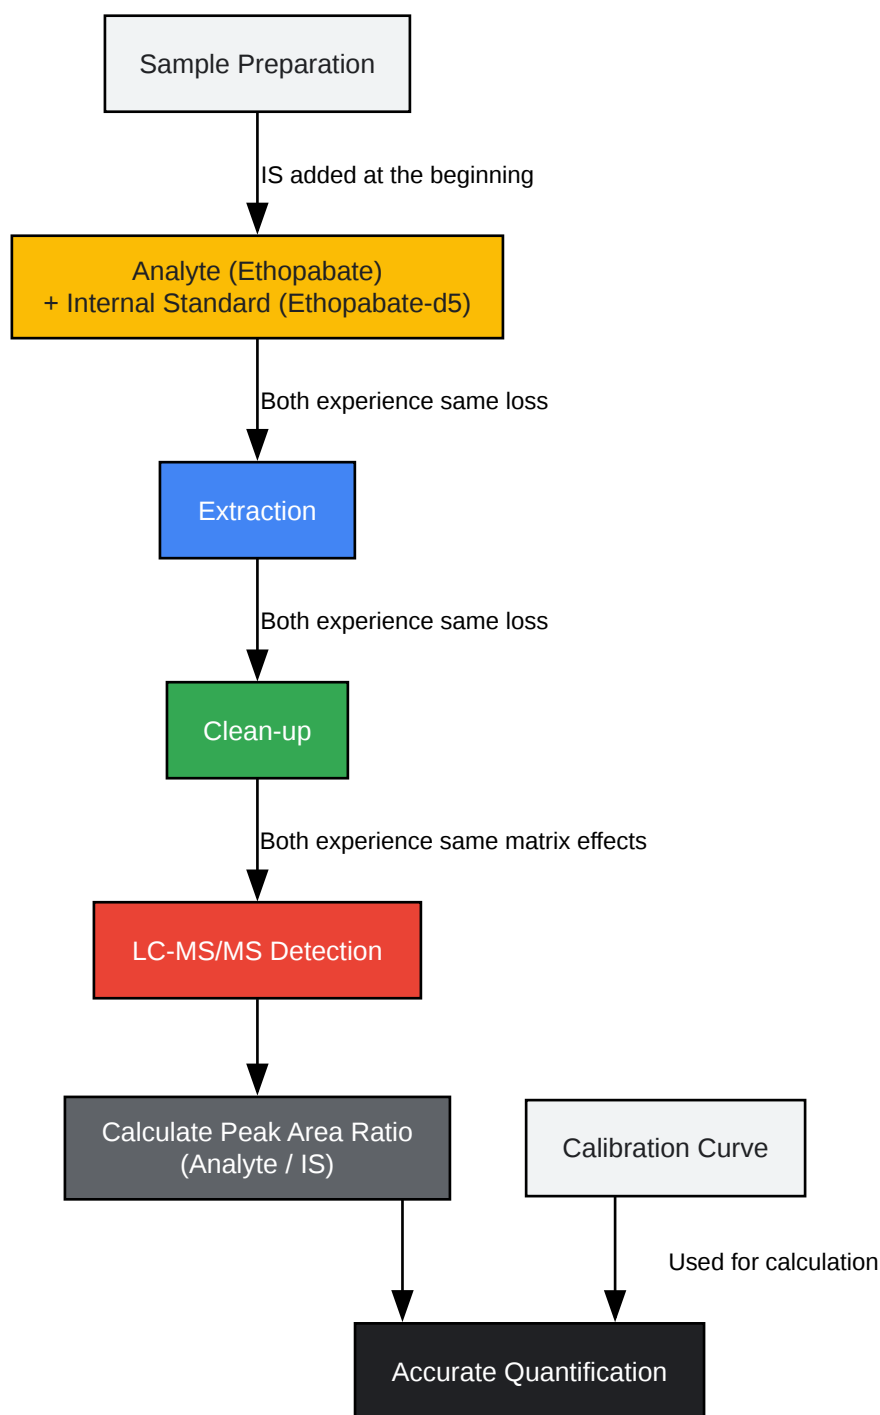 Sample Preparation
IS added at the beginning
Analyte (Ethopabate)
+ Internal Standard (Ethopabate-d5)
Both experience same loss
Extraction
Both experience same loss
Clean-up
Both experience same matrix effects
LC-MS/MS Detection
Calculate Peak Area Ratio
(Analyte / IS)
Calibration Curve
Used for calculation
Accurate Quantification